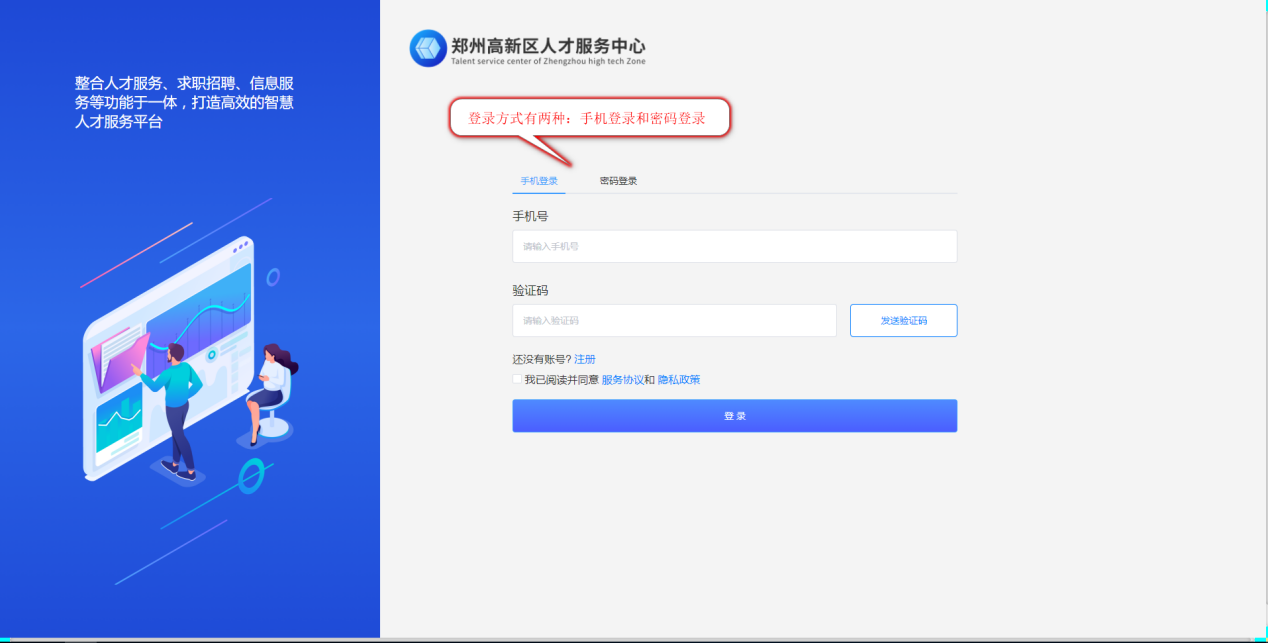 整合人才服务、求职招聘、信息服
务等功能于一体，打造高效的智慧
人才服务平台
郑州高新区人才服务中心
Talent service center of Zhengzhou high tech Zone
登录方式有两种：手机登录和密码登录
手机登录 密码登录
手机号
请输入手机号
验证码
请输入验证码 发送验证码
还没有账号? 注册
我已阅读并同意 服务协议和 隐私政策
登 录